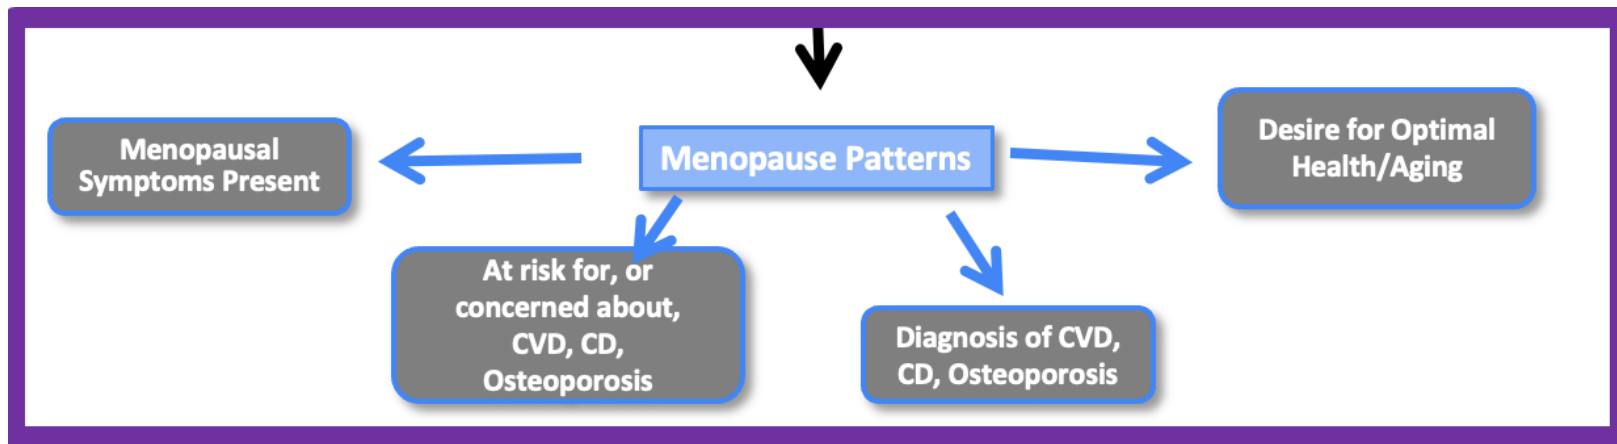 Menopausal
Symptoms Present
Menopause Patterns
Desire for Optimal
Health/Aging
At risk for, or
concerned about,
CVD, CD,
Osteoporosis
Diagnosis of CVD,
CD, Osteoporosis